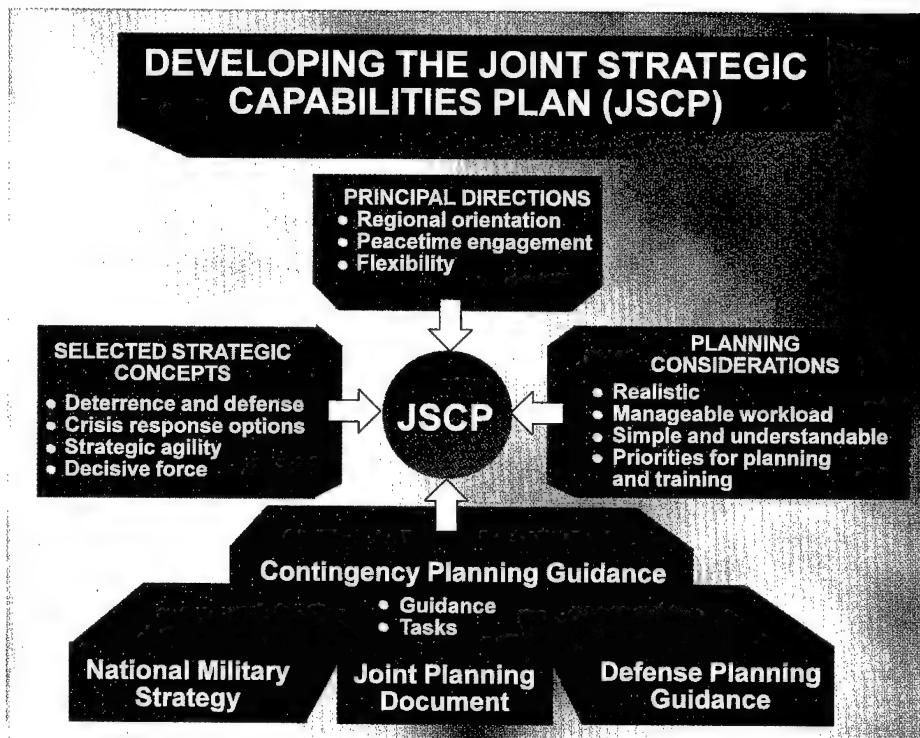 DEVELOPING THE JOINT STRATEGIC
CAPABILITIES PLAN (JSCP)
PRINCIPAL DIRECTIONS
• Regional orientation
• Peacetime engagement
• Flexibility
SELECTED STRATEGIC
CONCEPTS
• Deterrence and defense
• Crisis response options
• Strategic agility
• Decisive force
JSCP
PLANNING
CONSIDERATIONS
• Realistic
• Manageable workload
• Simple and understandable
• Priorities for planning
and training
Contingency Planning Guidance
• Guidance
• Tasks
National Military
Strategy
Joint Planning
Document
Defense Planning
Guidance